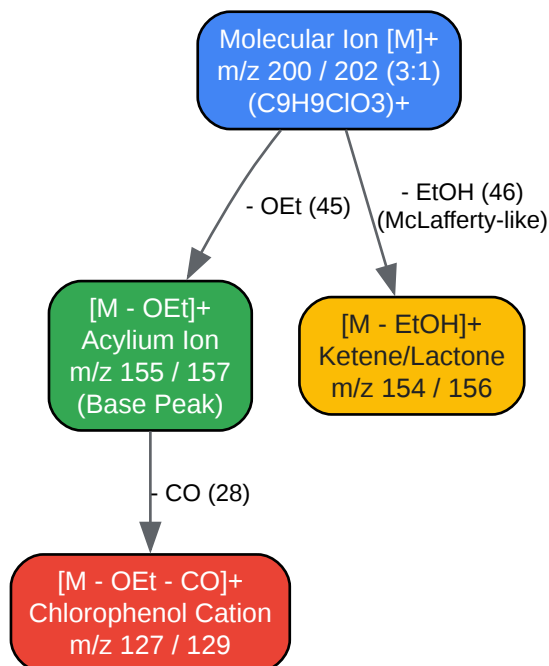 Molecular Ion [M]+
m/z 200 / 202 (3:1)
(C9H9ClO3)+
- OEt (45)
- EtOH (46)
(McLafferty-like)
[M - OEt]+
Acylium Ion
m/z 155 / 157
(Base Peak)
[M - EtOH]+
Ketene/Lactone
m/z 154 / 156
- CO (28)
[M - OEt - CO]+
Chlorophenol Cation
m/z 127 / 129